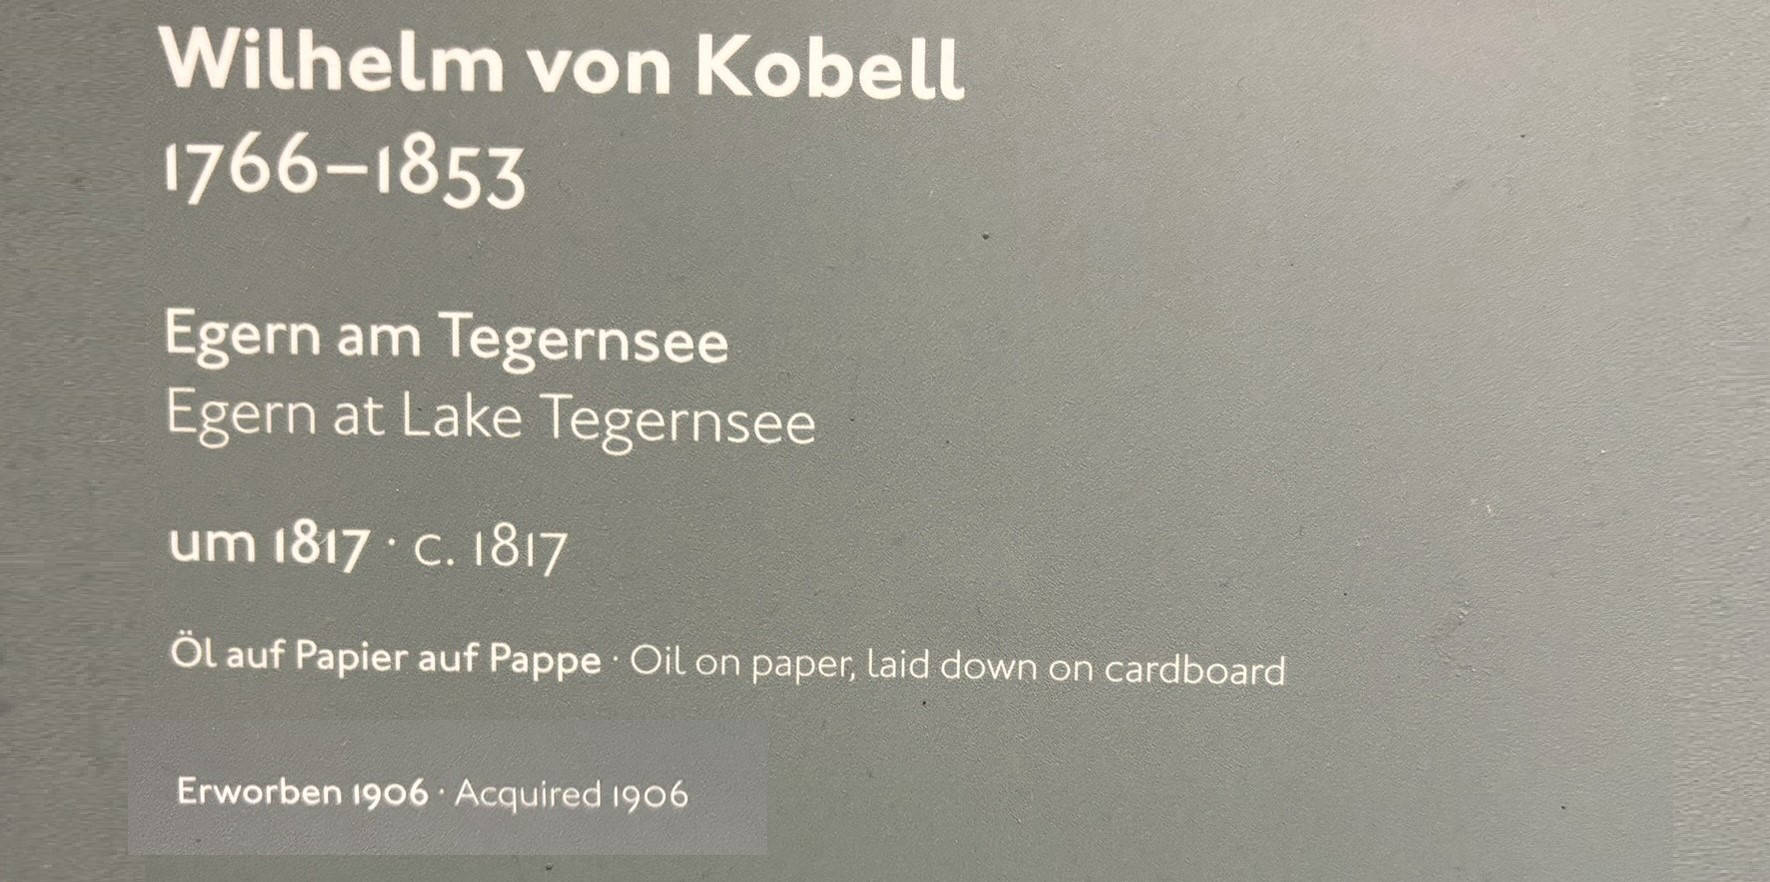 Wilhelm von Kobell
1766–1853
Egern am Tegernsee
Egern at Lake Tegernsee
um 1817 · c. 1817
Öl auf Papier auf Pappe · Oil on paper, laid down on cardboard
Erworben 1906 · Acquired 1906